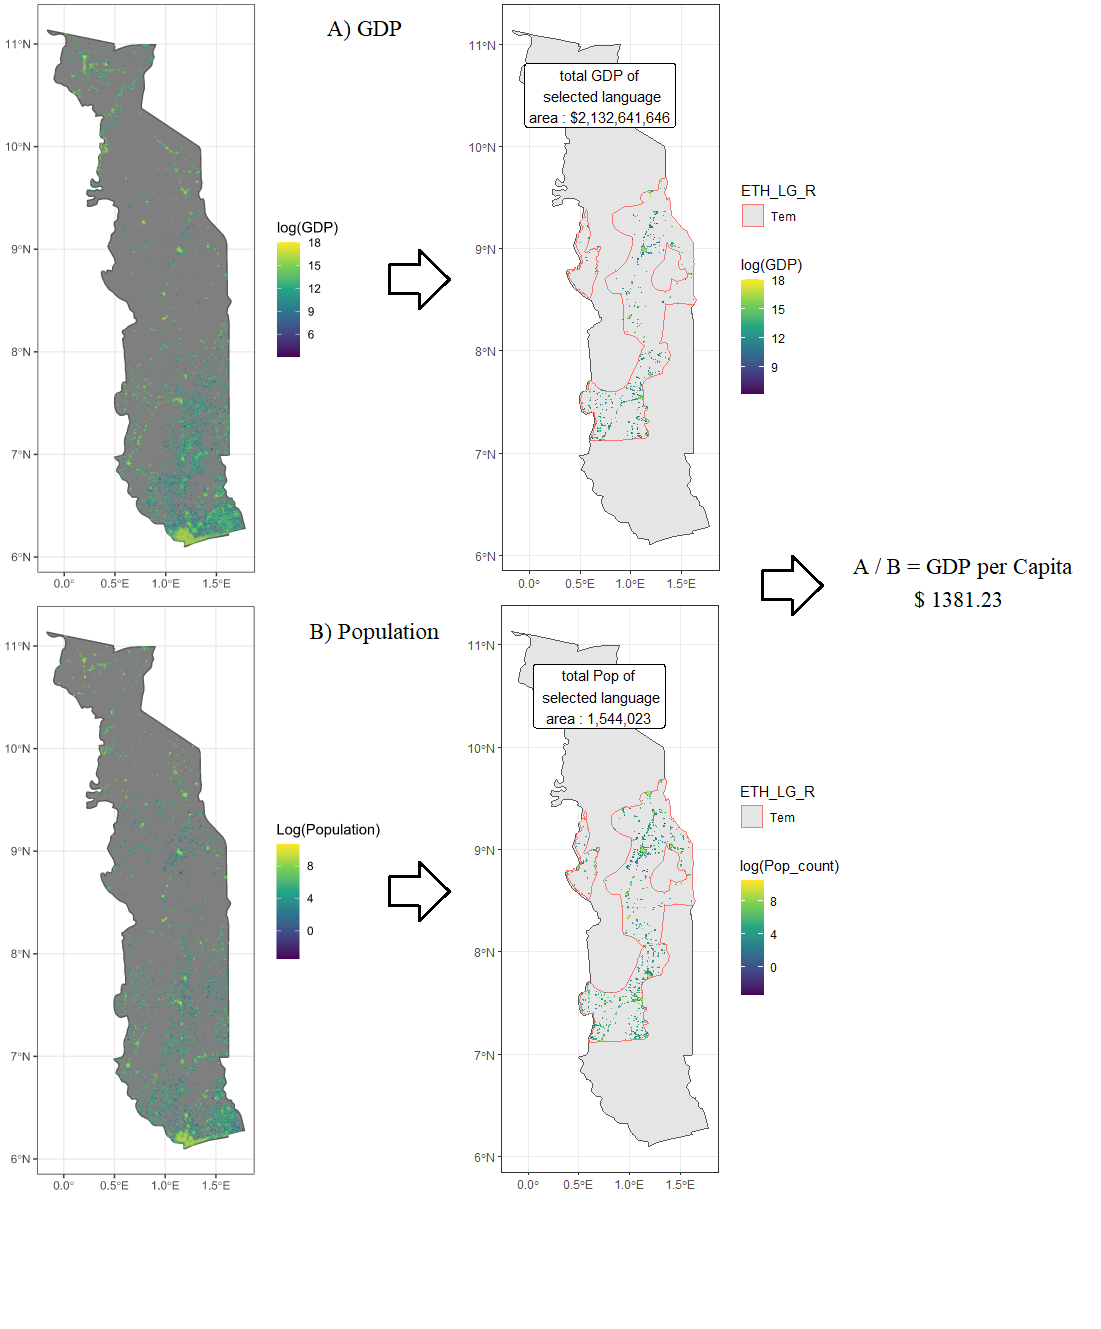 A) GDP
11°N
10°N
9°N
8°N
7°N
6°N
0.0°
0.5°E
1.0°E
1.5°E
log(GDP)
18
15
12
9
6
11°N
10°N
9°N
8°N
7°N
6°N
0.0°
0.5°E
1.0°E
1.5°E
total GDP of
selected language
area : $2,132,641,646
ETH_LG_R
Tem
log(GDP)
18
15
12
9
A / B = GDP per Capita
$ 1381.23
B) Population
11°N
10°N
9°N
8°N
7°N
6°N
0.0°
0.5°E
1.0°E
1.5°E
Log(Population)
8
4
0
11°N
10°N
9°N
8°N
7°N
6°N
0.0°
0.5°E
1.0°E
1.5°E
total Pop of
selected language
area : 1,544,023
ETH_LG_R
Tem
log(Pop_count)
8
4
0